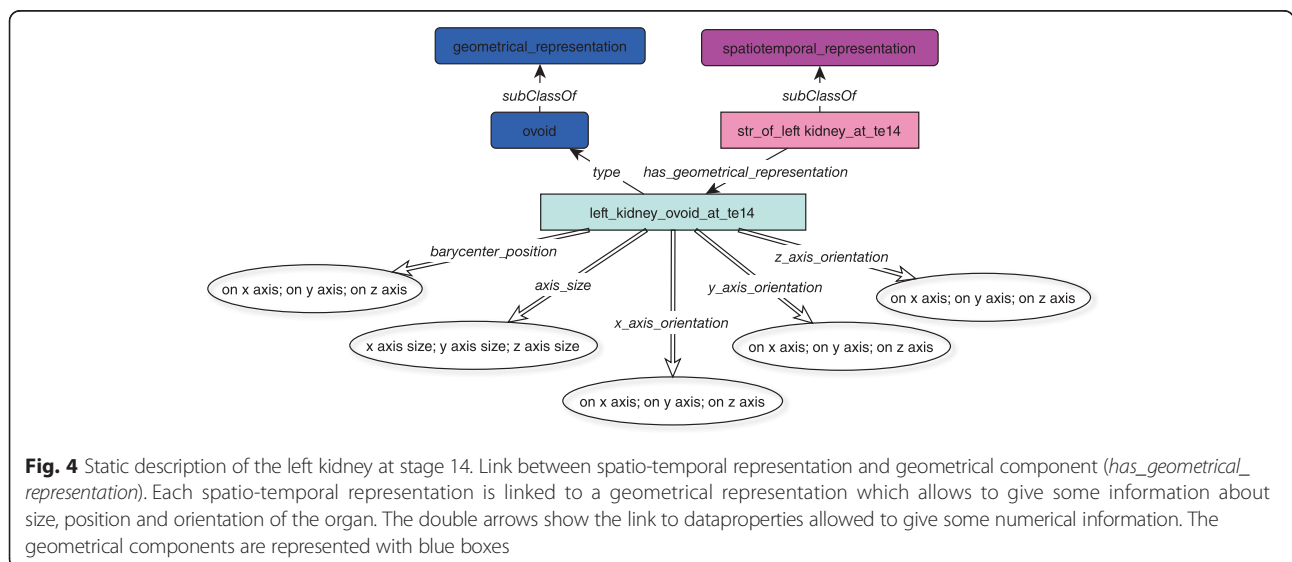 geometrical_representation
spatiotemporal_representation
subClassOf
subClassOf
ovoid
str_of_left kidney_at_te14
type
has_geometrical_representation
left_kidney_ovoid_at_te14
barycenter_position
z_axis_orientation
axis_size
y_axis_orientation
on x axis; on y axis; on z axis
on x axis; on y axis; on z axis
x_axis_orientation
x axis size; y axis size; z axis size
on x axis; on y axis; on z axis
on x axis; on y axis; on z axis
Fig. 4 Static description of the left kidney at stage 14. Link between spatio-temporal representation and geometrical component (has_geometrical_
representation). Each spatio-temporal representation is linked to a geometrical representation which allows to give some information about
size, position and orientation of the organ. The double arrows show the link to dataproperties allowed to give some numerical information. The
geometrical components are represented with blue boxes